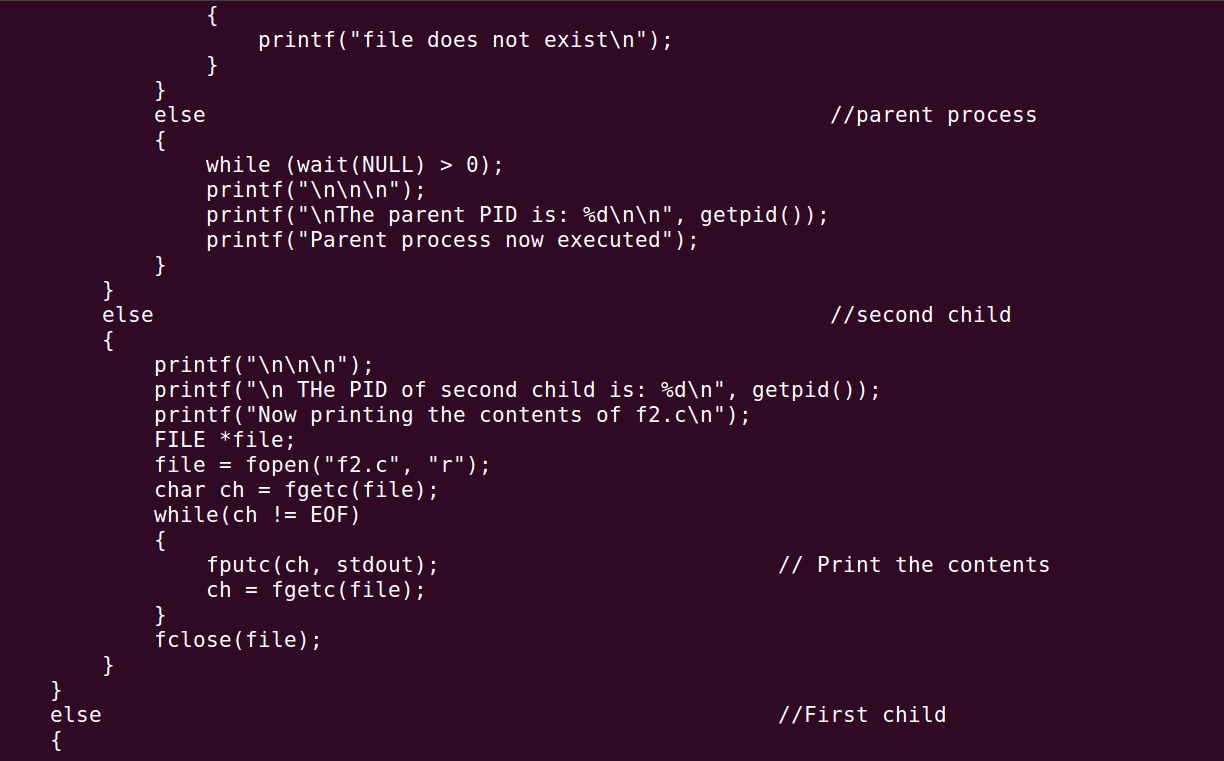 {
printf("file does not exist\n");
}
}
else //parent process
{
while (wait(NULL) > 0);
printf("\n\n\n");
printf("\nThe parent PID is: %d\n\n", getpid());
printf("Parent process now executed");
}
}
else //second child
{
printf("\n\n\n");
printf("\n THe PID of second child is: %d\n", getpid());
printf("Now printing the contents of f2.c\n");
FILE *file;
file = fopen("f2.c", "r");
char ch = fgetc(file);
while(ch != EOF)
{
fputc(ch, stdout); // Print the contents
ch = fgetc(file);
}
fclose(file);
}
}
else //First child
{